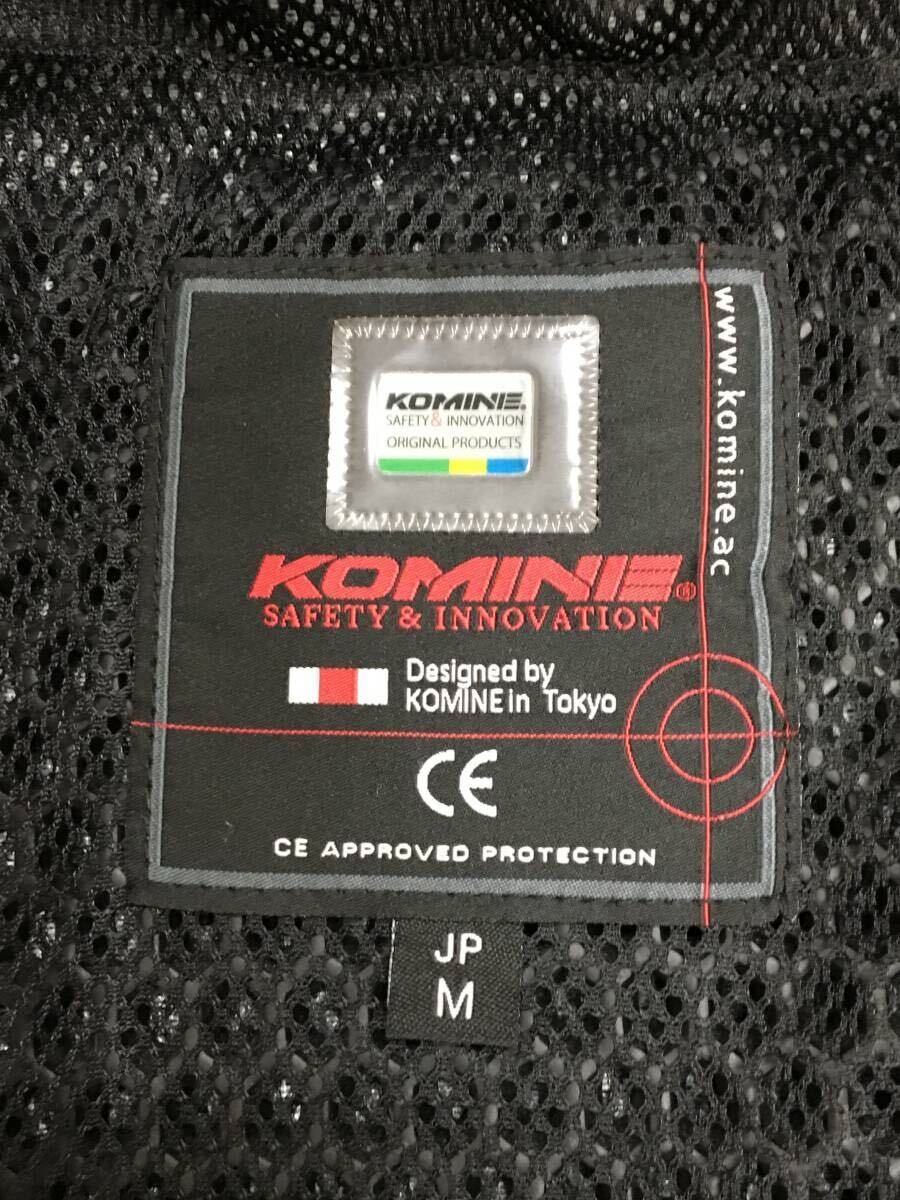 KOMINE.
SAFETY & INNOVATION
ORIGINAL PRODUCTS
www.komine.ac
KOMINE®
SAFETY & INNOVATION
Designed by
KOMINE in Tokyo
CE
CE APPROVED PROTECTION
JP
M